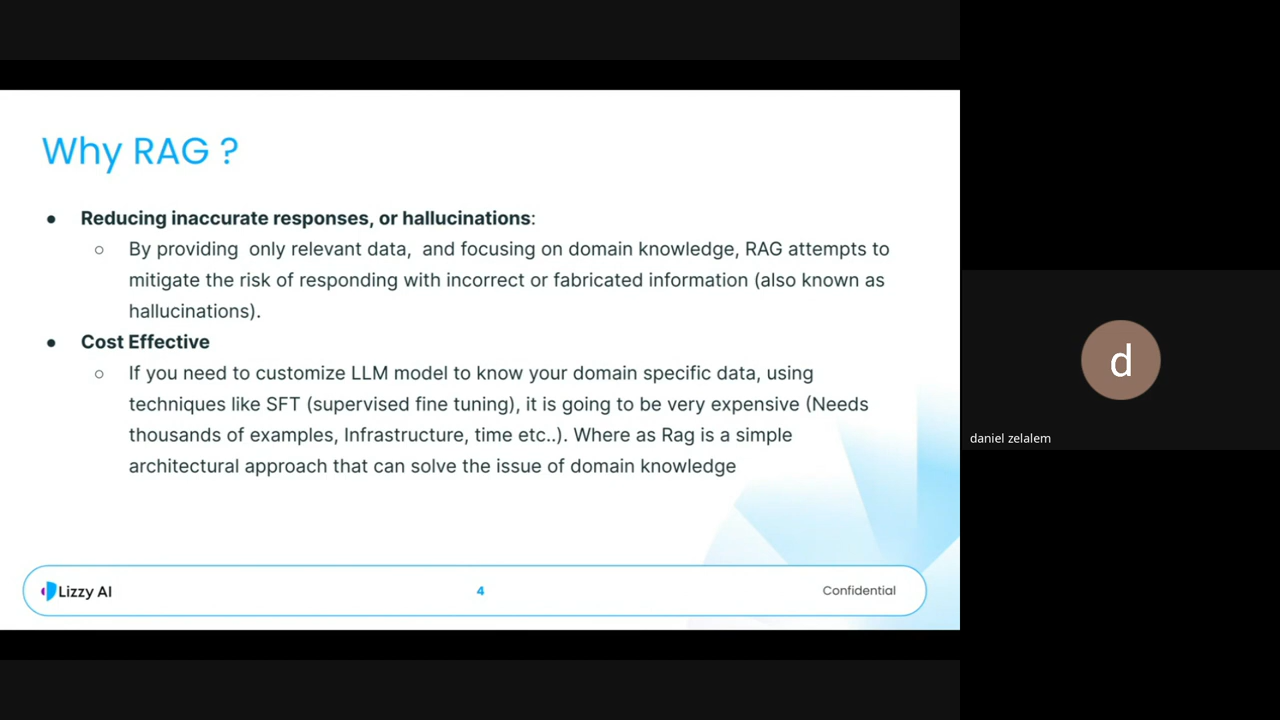 Why RAG ?
● Reducing inaccurate responses, or hallucinations:
○ By providing only relevant data, and focusing on domain knowledge, RAG attempts to
mitigate the risk of responding with incorrect or fabricated information (also known as
hallucinations).
● Cost Effective
○ If you need to customize LLM model to know your domain specific data, using
techniques like SFT (supervised fine tuning), it is going to be very expensive (Needs
thousands of examples, Infrastructure, time etc..). Where as Rag is a simple
architectural approach that can solve the issue of domain knowledge
Lizzy AI
4
Confidential
d
daniel zelalem